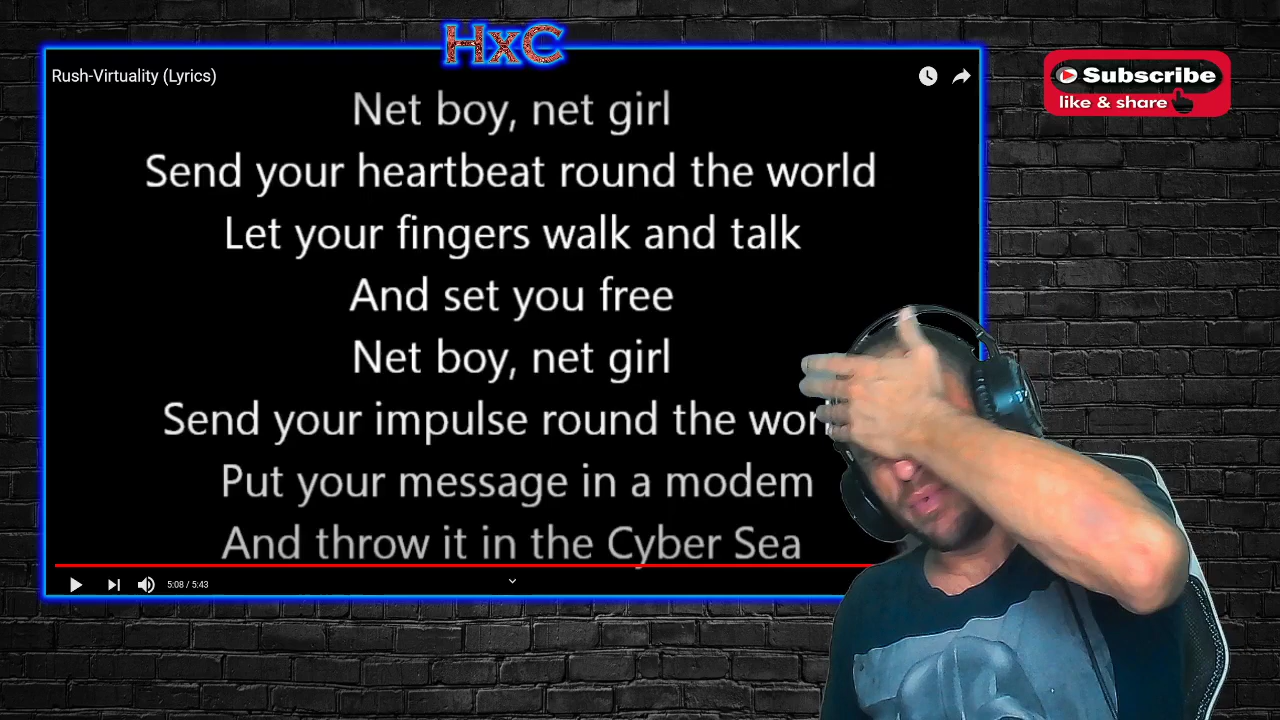 HxC
Rush-Virtuality (Lyrics)
Subscribe
like & share
Net boy, net girl
Send your heartbeat round the world
Let your fingers walk and talk
And set you free
Net boy, net girl
Send your impulse round the
Put your message in a modem
And throw it in the Cyber Sea
5:08 / 5:43